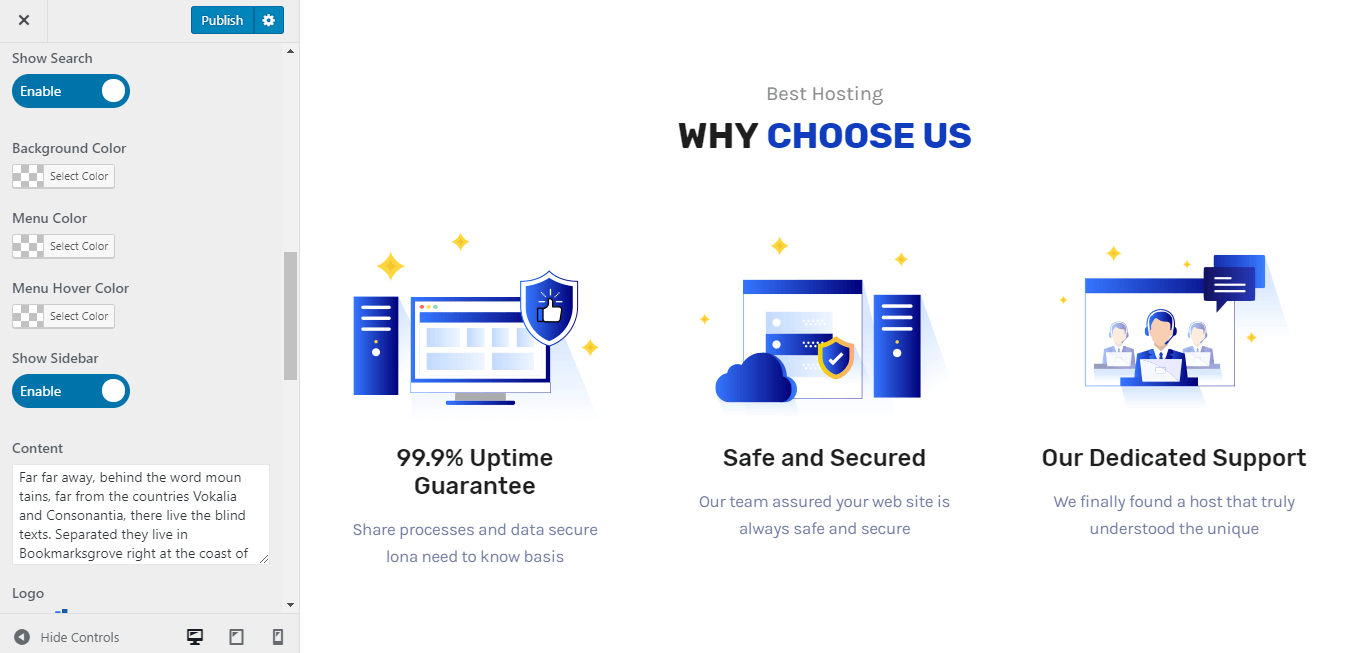 Publish
Show Search
Enable
Background Color
Select Color
Menu Color
Select Color
Menu Hover Color
Select Color
Show Sidebar
Enable
Content
Far far away, behind the word moun
tains, far from the countries Vokalia
and Consonantia, there live the blind
texts. Separated they live in
Bookmarksgrove right at the coast of
Logo
Hide Controls
Best Hosting
WHY CHOOSE US
99.9% Uptime
Guarantee
Share processes and data secure
lona need to know basis
Safe and Secured
Our team assured your web site is
always safe and secure
Our Dedicated Support
We finally found a host that truly
understood the unique